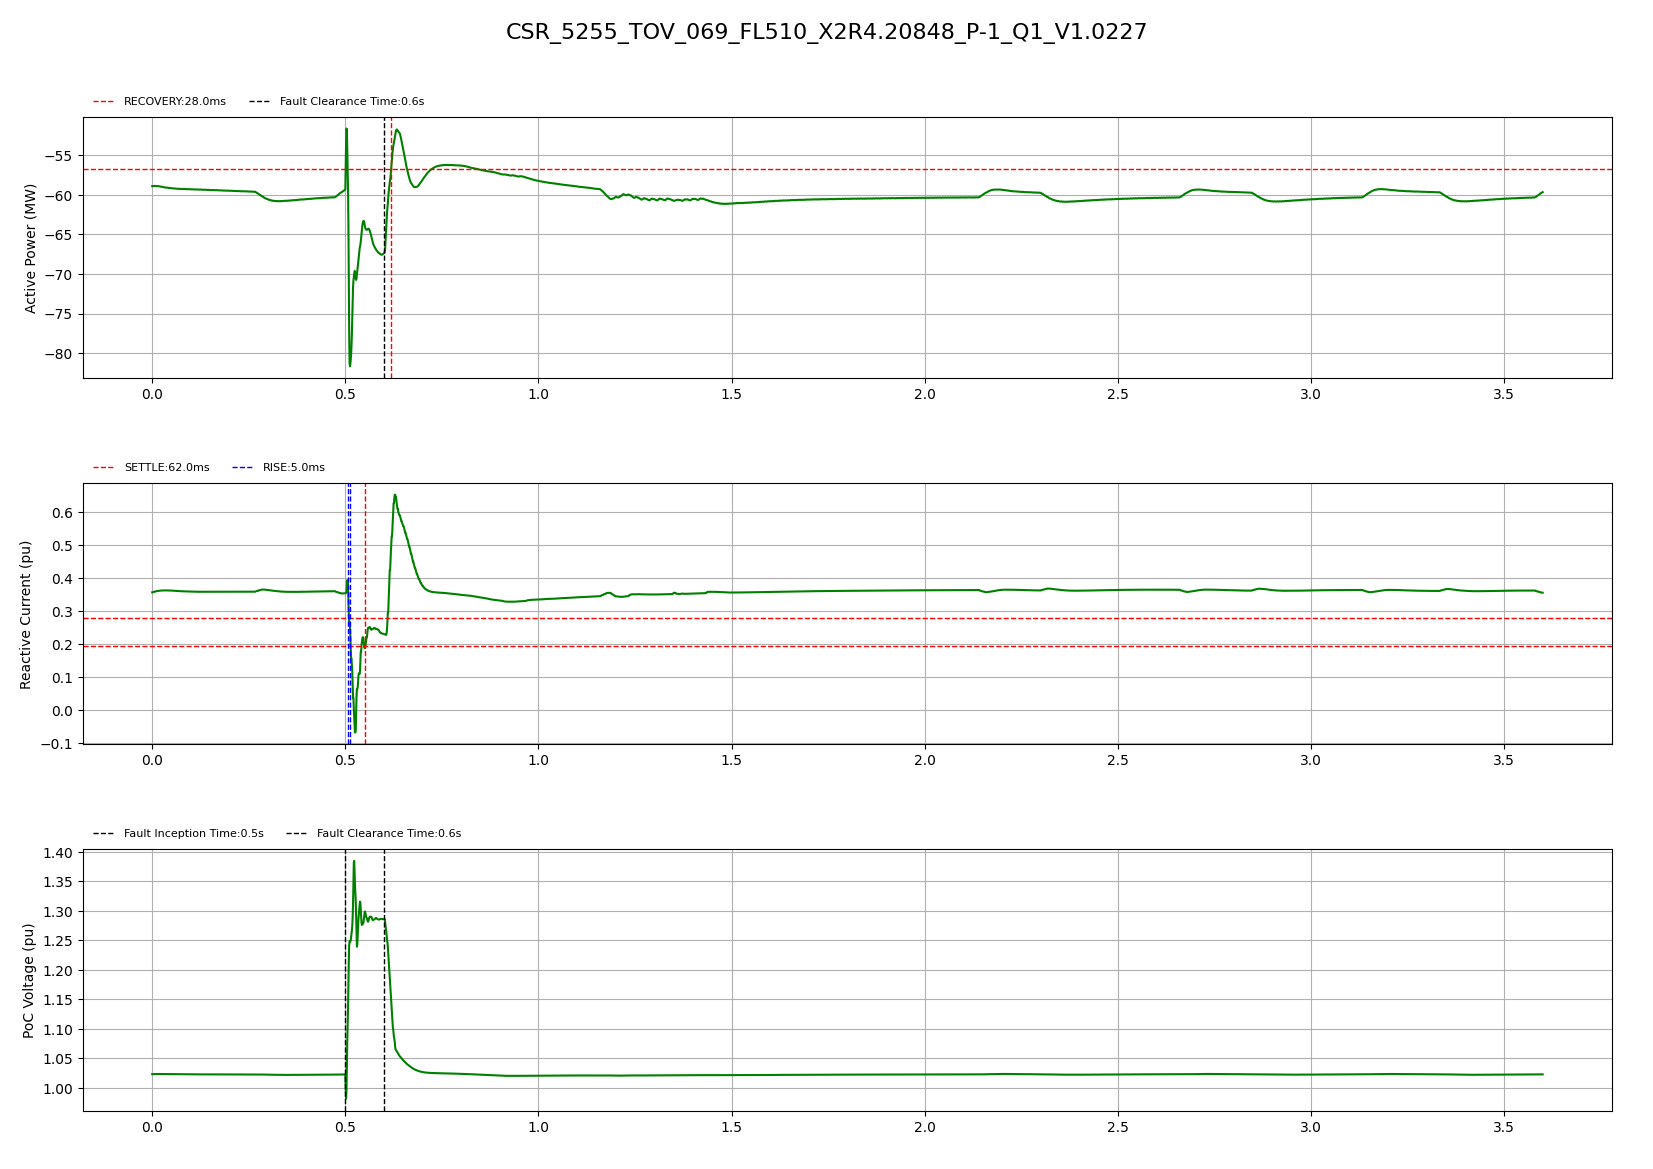 CSR_5255_TOV_069_FL510_X2R4.20848_P-1_Q1_V1.0227
RECOVERY:28.0ms Fault Clearance Time:0.6s
Active Power (MW)
−55
−60
−65
−70
−75
−80
0.0 0.5 1.0 1.5 2.0 2.5 3.0 3.5
SETTLE:62.0ms RISE:5.0ms
Reactive Current (pu)
0.6
0.5
0.4
0.3
0.2
0.1
0.0
−0.1
0.0 0.5 1.0 1.5 2.0 2.5 3.0 3.5
Fault Inception Time:0.5s Fault Clearance Time:0.6s
PoC Voltage (pu)
1.40
1.35
1.30
1.25
1.20
1.15
1.10
1.05
1.00
0.0 0.5 1.0 1.5 2.0 2.5 3.0 3.5